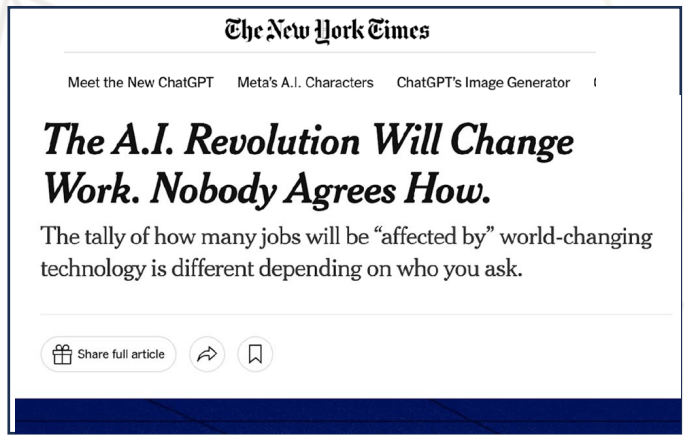 The New York Times
Meet the New ChatGPT Meta's A.I. Characters ChatGPT's Image Generator
The A.I. Revolution Will Change
Work. Nobody Agrees How.
The tally of how many jobs will be “affected by” world-changing
technology is different depending on who you ask.
Share full article